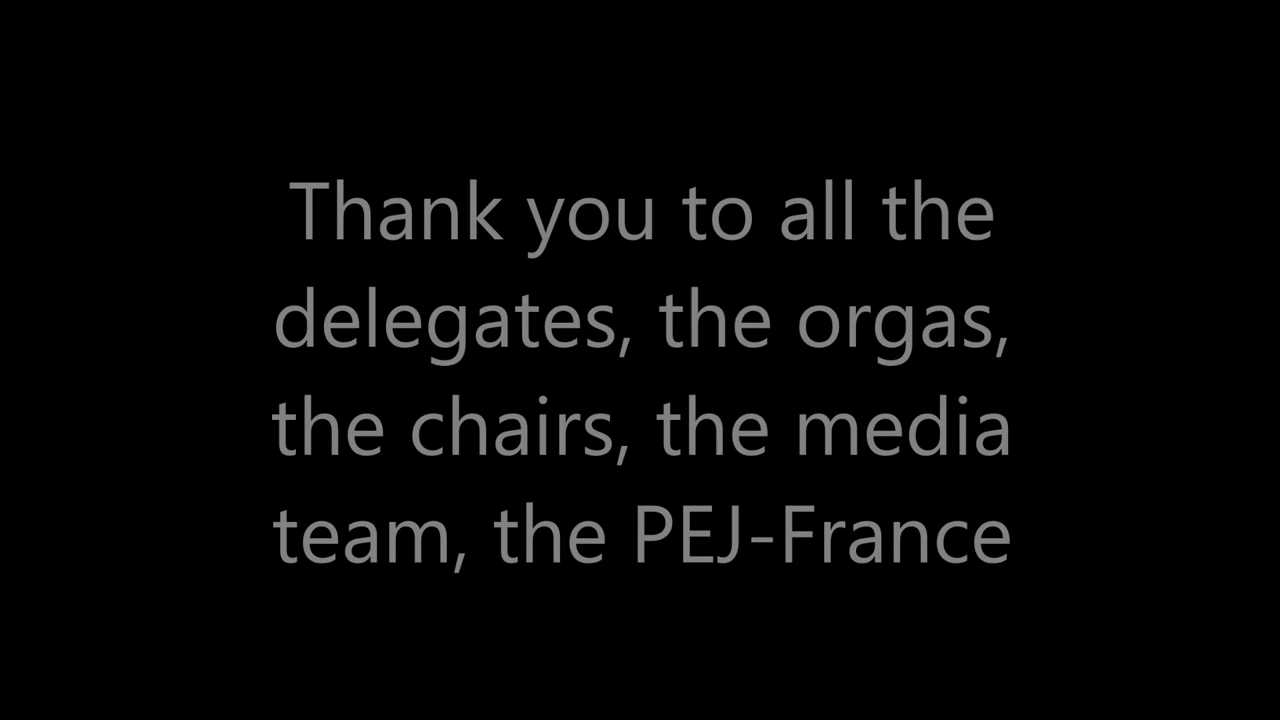 Thank you to all the
delegates, the orgas,
the chairs, the media
team, the PEJ-France